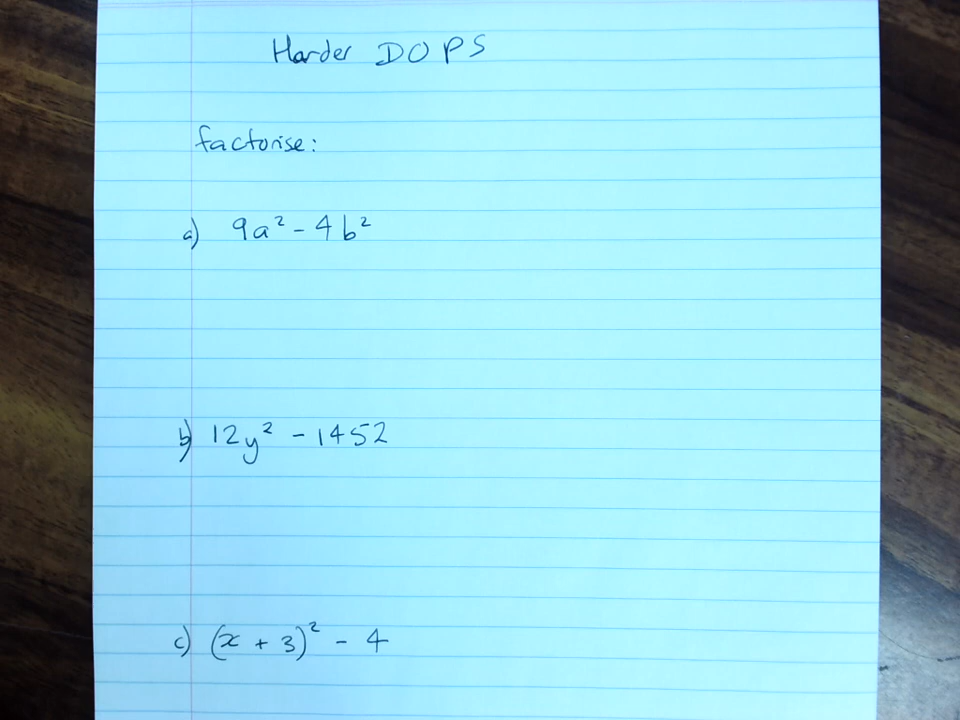 Harder DOPS
factorise:
a) 9a² - 4b²
b) 12y² - 1452
c) (x + 3)² - 4